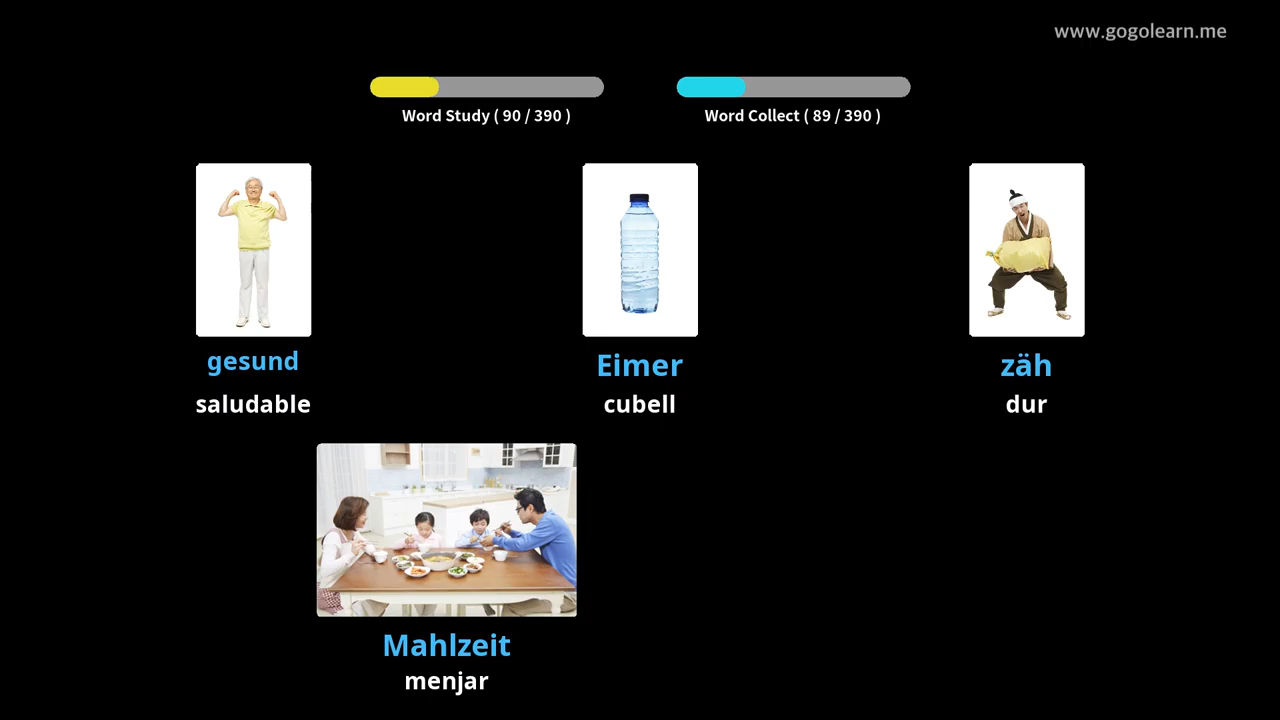 www.gogolearn.me
Word Study ( 90 / 390 )
Word Collect ( 89 / 390 )
gesund
saludable
Eimer
cubell
zäh
dur
Mahlzeit
menjar